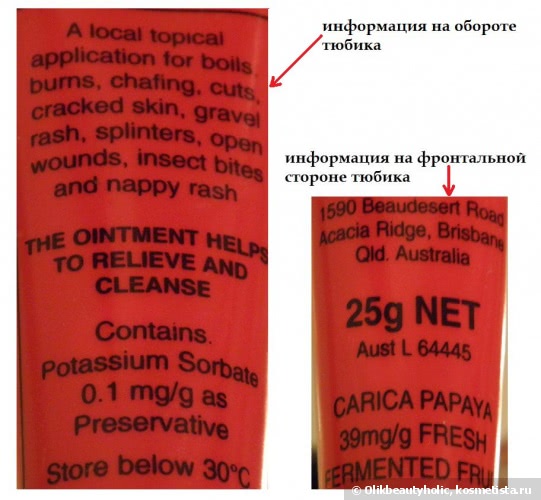 информация на обороте
тюбика
A local topical
application for boils,
burns, chafing, cuts,
cracked skin, gravel
rash, splinters, open
wounds, insect bites
and nappy rash
THE OINTMENT HELPS
TO RELIEVE AND
CLEANSE
Contains.
Potassium Sorbate
0.1 mg/g as
Preservative
Store below 30°C
информация на фронтальной
стороне тюбика
1590 Beaudesert Road
Acacia Ridge, Brisbane
Qld. Australia
25g NET
Aust L 64445
CARICA PAPAYA
39mg/g FRESH
FERMENTED FRUI
© Olikbeautyholic, kosmetista.ru